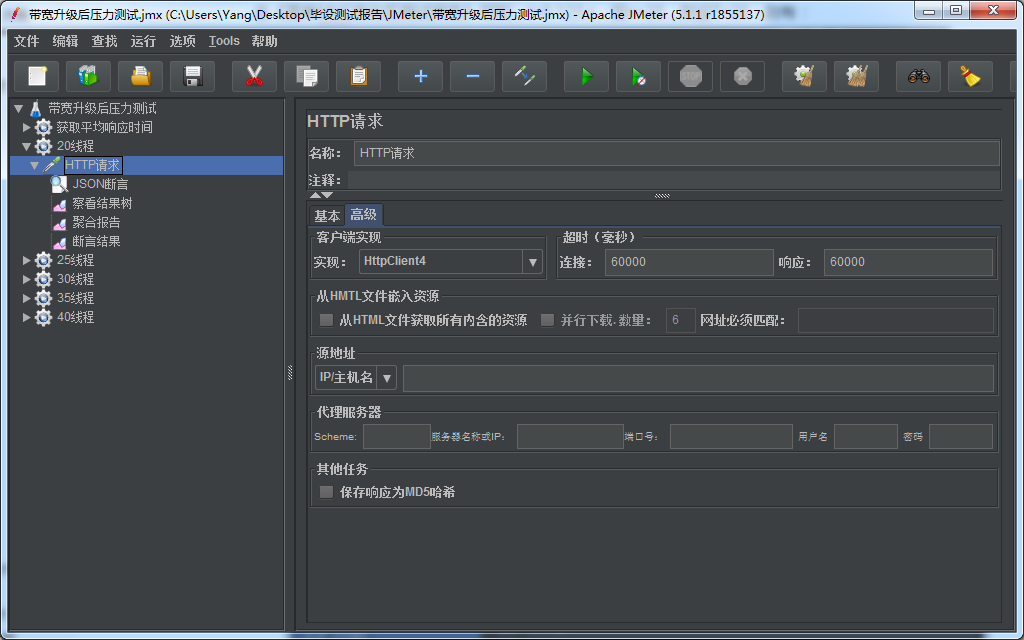 带宽升级后压力测试.jmx (C:\Users\Yang\Desktop\毕设测试报告\JMeter\带宽升级后压力测试.jmx) - Apache JMeter (5.1.1 r1855137)
文件 编辑 查找 运行 选项 Tools 帮助
STOP
带宽升级后压力测试
获取平均响应时间
20线程
HTTP请求
JSON断言
察看结果树
聚合报告
断言结果
25线程
30线程
35线程
40线程
HTTP请求
名称： HTTP请求
注释：
基本 高级
客户端实现
实现： HttpClient4
超时（毫秒）
连接： 60000 响应： 60000
从HMTL文件嵌入资源
从HTML文件获取所有内含的资源 并行下载.数量： 6 网址必须匹配：
源地址
IP/主机名
代理服务器
Scheme: 服务器名称或IP： 端口号： 用户名 密码
其他任务
保存响应为MD5哈希